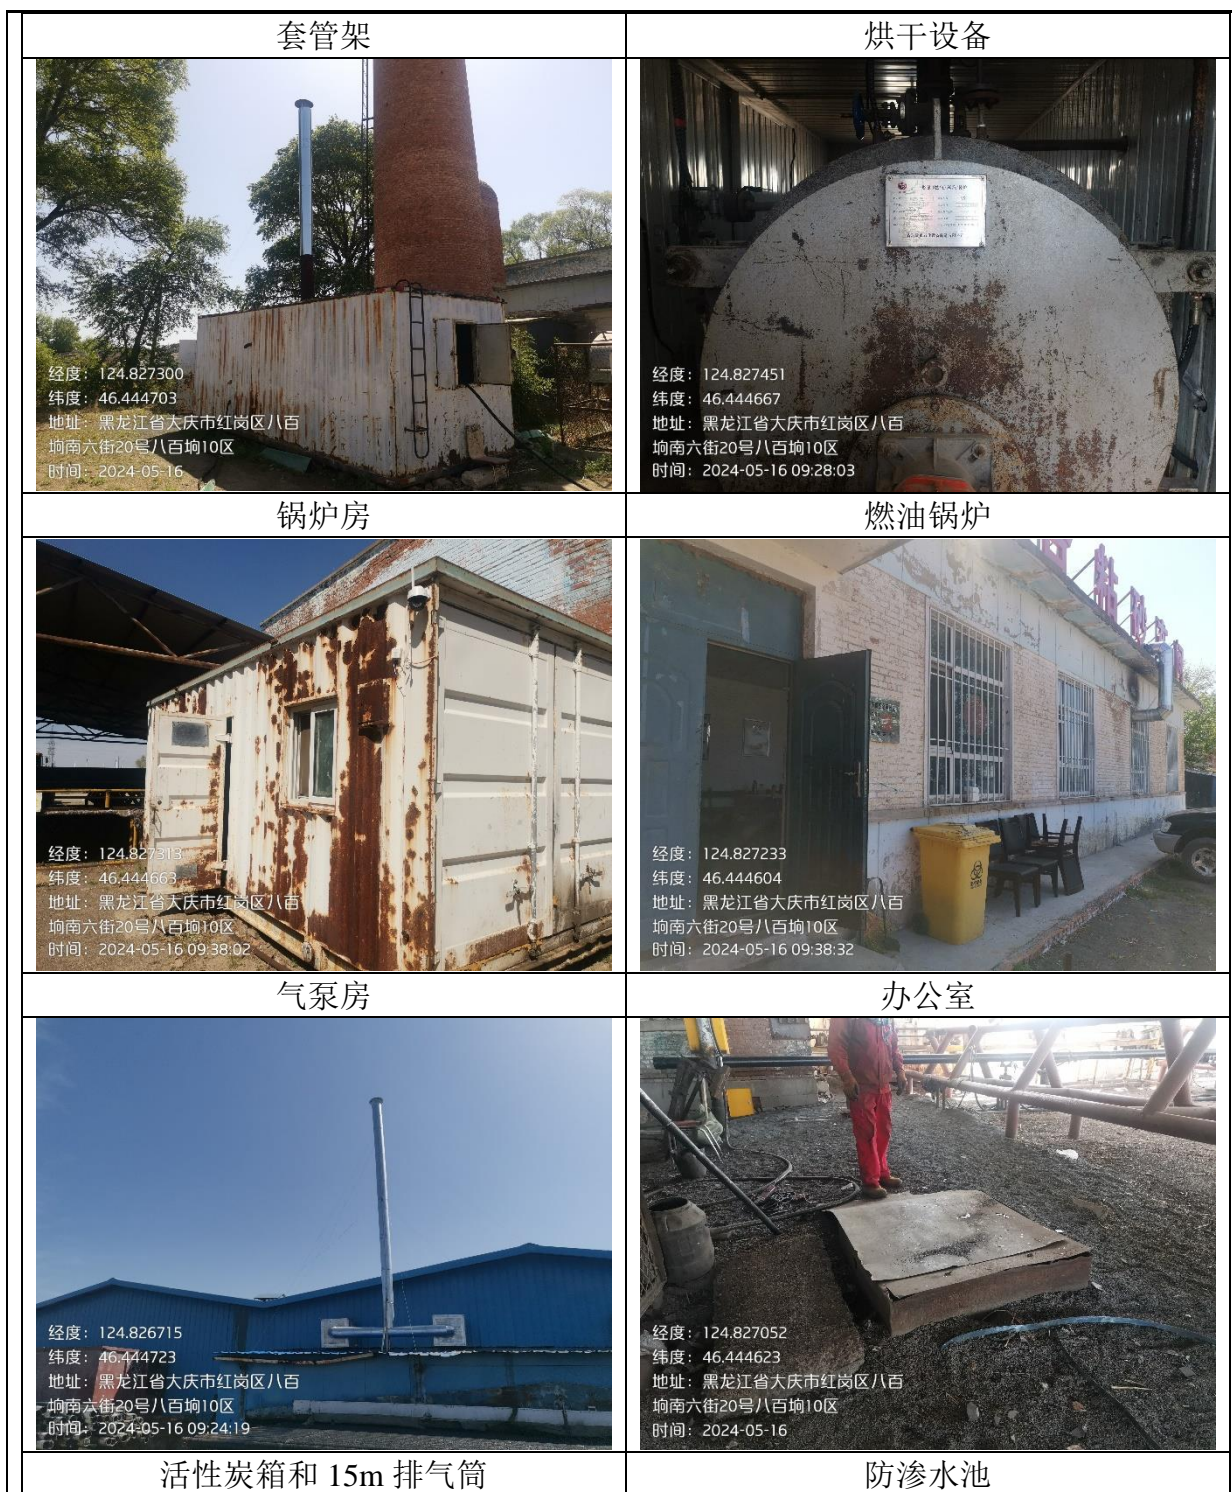 套管架
烘干设备
经度：124.827300
纬度：46.444703
地址：黑龙江省大庆市红岗区八百
垧南六街20号八百垧10区
时间：2024-05-16
经度：124.827451
纬度：46.444667
地址：黑龙江省大庆市红岗区八百
垧南六街20号八百垧10区
时间：2024-05-16 09:28:03
锅炉房
燃油锅炉
经度：124.827313
纬度：46.444663
地址：黑龙江省大庆市红岗区八百
垧南六街20号八百垧10区
时间：2024-05-16 09:38:02
经度：124.827233
纬度：46.444604
地址：黑龙江省大庆市红岗区八百
垧南六街20号八百垧10区
时间：2024-05-16 09:38:32
气泵房
办公室
经度：124.826715
纬度：46.444723
地址：黑龙江省大庆市红岗区八百
垧南六街20号八百垧10区
时间：2024-05-16 09:24:19
经度：124.827052
纬度：46.444623
地址：黑龙江省大庆市红岗区八百
垧南六街20号八百垧10区
时间：2024-05-16
活性炭箱和 15m 排气筒
防渗水池